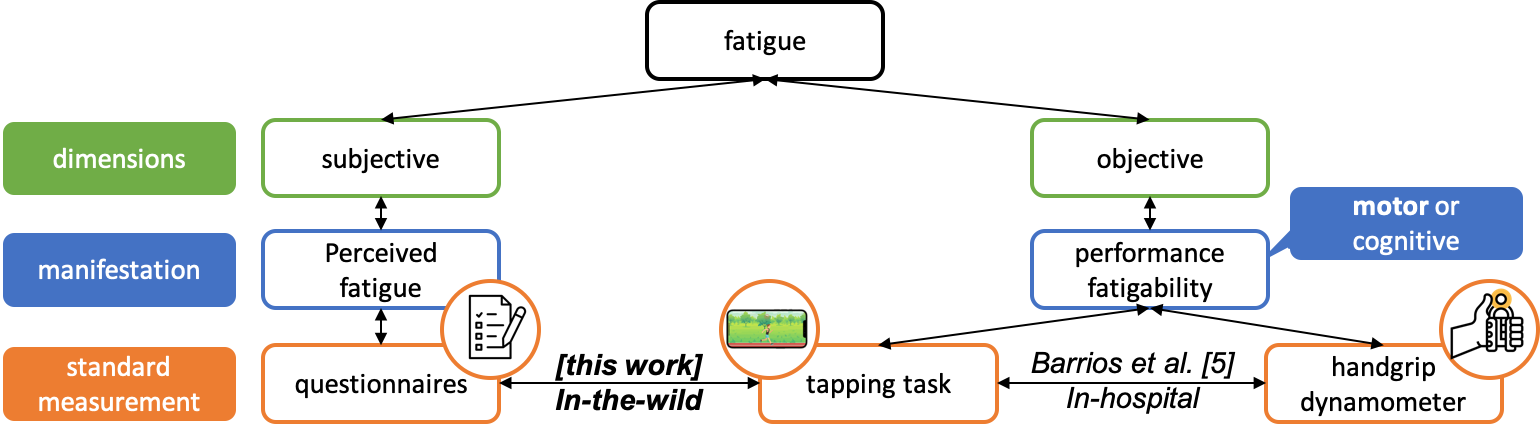 fatigue
dimensions
subjective
objective
manifestation
Perceived
fatigue
performance
fatigability
motor or
cognitive
standard
measurement
questionnaires
[this work]
In-the-wild
tapping task
Barrios et al. [5]
In-hospital
handgrip
dynamometer